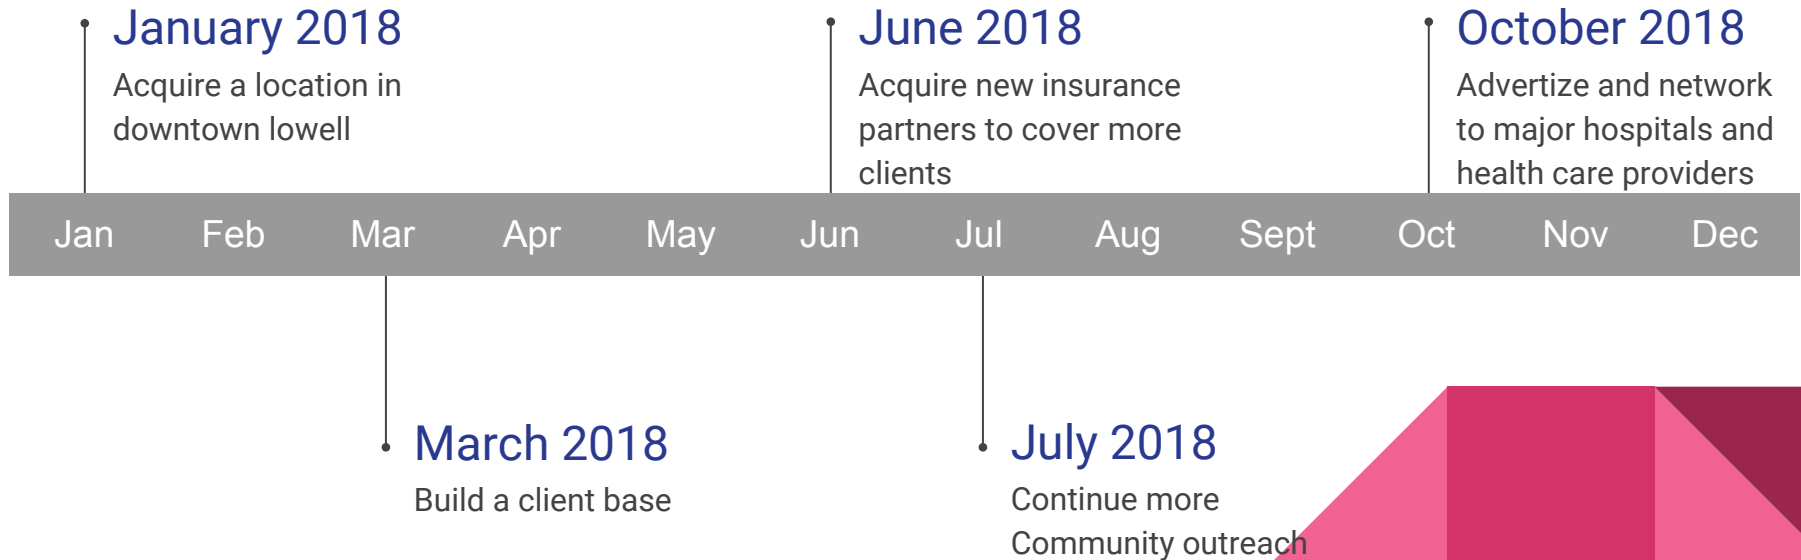 January 2018
Acquire a location in
downtown lowell
June 2018
Acquire new insurance
partners to cover more
clients
October 2018
Advertize and network
to major hospitals and
health care providers
Jan Feb Mar Apr May Jun Jul Aug Sept Oct Nov Dec
March 2018
Build a client base
July 2018
Continue more
Community outreach